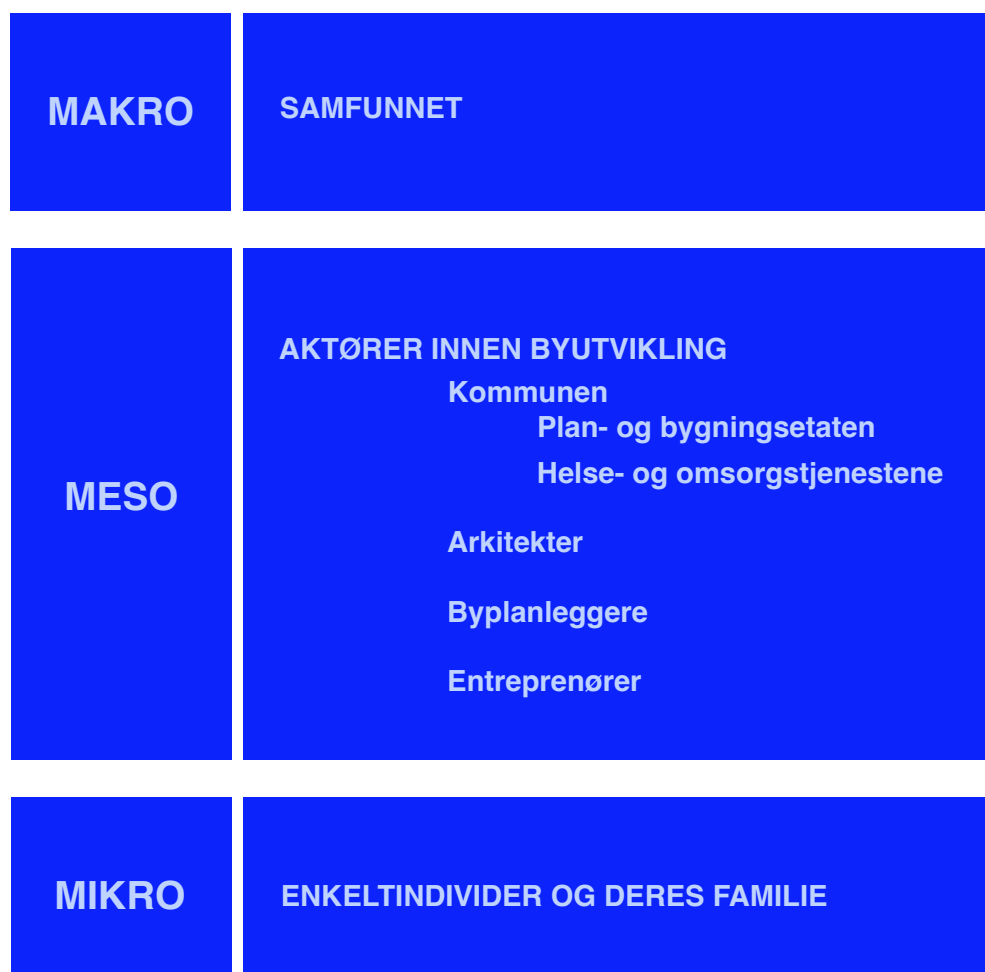 MAKRO
SAMFUNNET
MESO
AKTØRER INNEN BYUTVIKLING
Kommunen
Plan- og bygningsetaten
Helse- og omsorgstjenestene
Arkitekter
Byplanleggere
Entreprenører
MIKRO
ENKELTINDIVIDER OG DERES FAMILIE